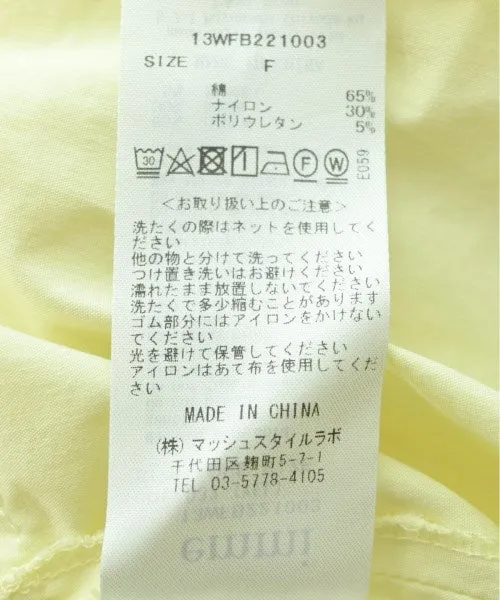 13WFB221003
SIZE F
綿 65%
ナイロン 30%
ポリウレタン 5%
30 F W E059
<お取り扱い上のご注意>
洗たくの際はネットを使用してく
ださい
他の物と分けて洗ってください
つけ置き洗いはお避けください
濡れたまま放置しないでください
洗たくで多少縮むことがあります
ゴム部分にはアイロンをかけない
でください
光を避けて保管してください
アイロンはあて布を使用してくだ
さい
MADE IN CHINA
(株)マッシュスタイルラボ
千代田区麹町5-7-1
TEL 03-5778-4105
13WFB221003
emmi